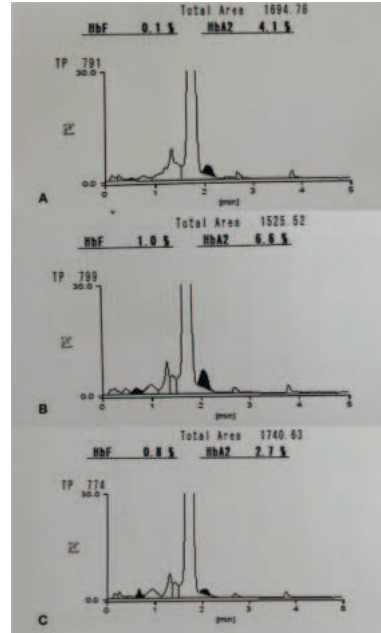 Total Area 1694.78
HbF 0.1 % HbA2 4.1 %
TP 791
30.0
[%]
0.0
0 1 2 3 4 5
[min]
A
Total Area 1525.52
HbF 1.0 % HbA2 6.6 %
TP 799
30.0
[%]
0.0
0 1 2 3 4 5
[min]
B
Total Area 1740.63
HbF 0.8 % HbA2 2.7 %
TP 774
30.0
[%]
0.0
0 1 2 3 4 5
[min]
C